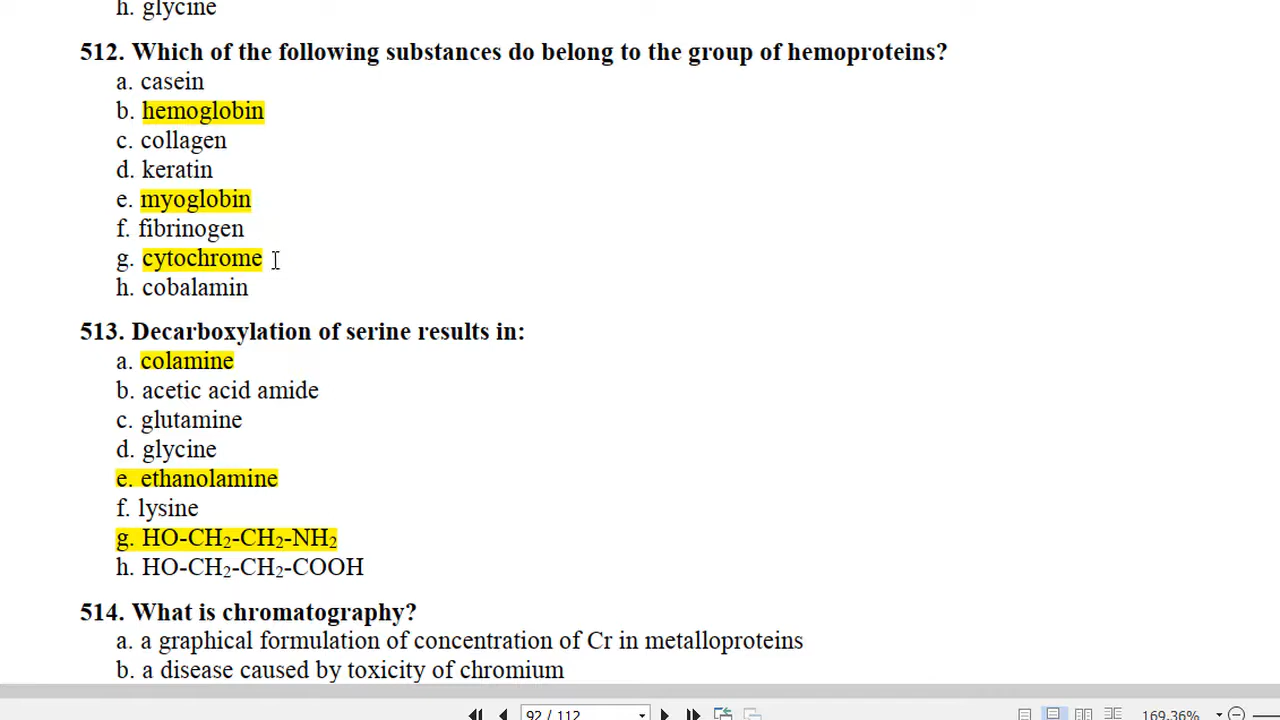 h. glycine
512. Which of the following substances do belong to the group of hemoproteins?
a. casein
b. hemoglobin
c. collagen
d. keratin
e. myoglobin
f. fibrinogen
g. cytochrome
h. cobalamin
513. Decarboxylation of serine results in:
a. colamine
b. acetic acid amide
c. glutamine
d. glycine
e. ethanolamine
f. lysine
g. HO-CH₂-CH₂-NH₂
h. HO-CH₂-CH₂-COOH
514. What is chromatography?
a. a graphical formulation of concentration of Cr in metalloproteins
b. a disease caused by toxicity of chromium
92 / 112 169.36%